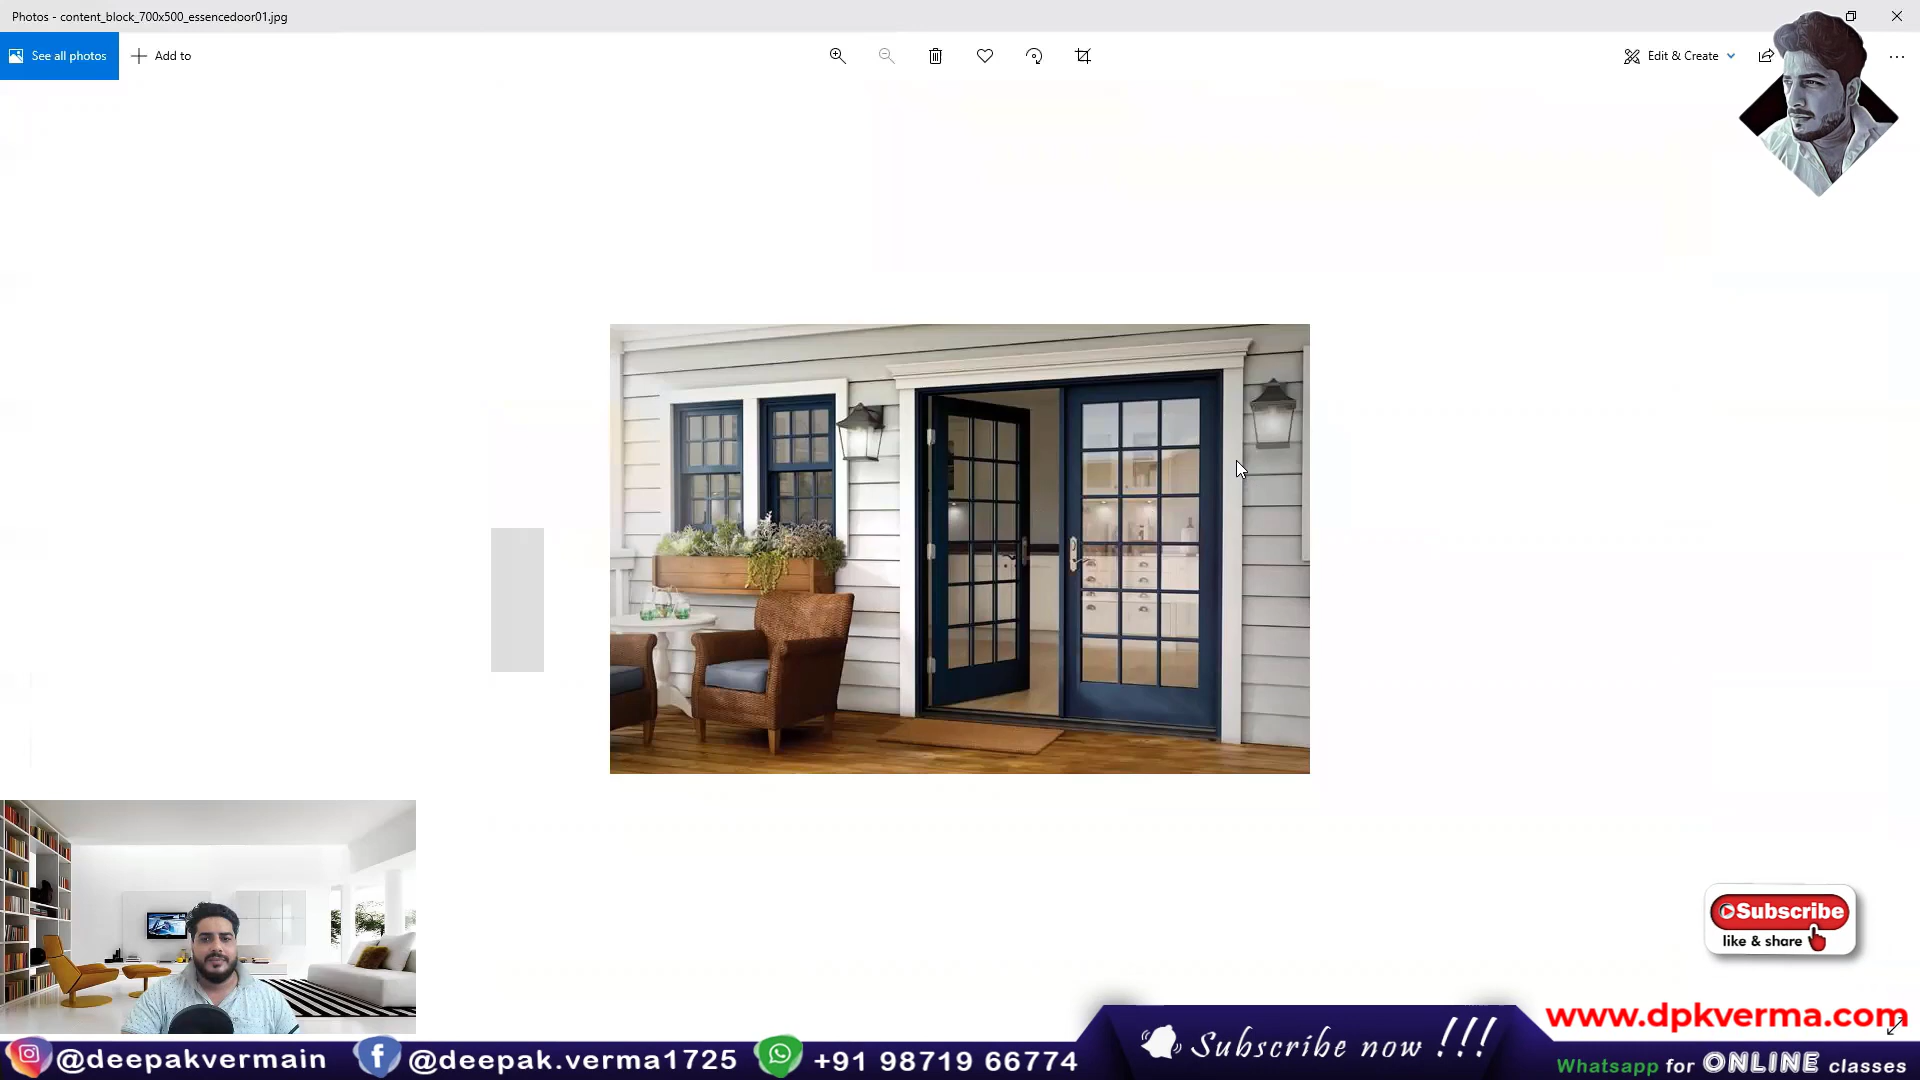 Photos - content_block_700x500_essencedoor01.jpg
See all photos
Add to
Edit & Create
Subscribe
like & share
www.dpkverma.com
@deepakvermain
@deepak.verma1725
+91 98719 66774
Subscribe now !!!
Whatsapp for ONLINE classes